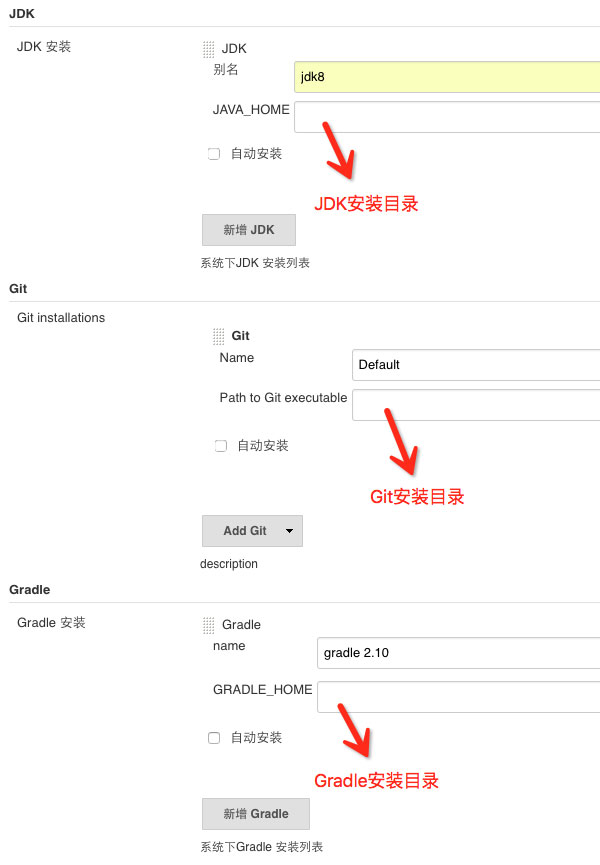 JDK
JDK 安装
JDK
别名
jdk8
JAVA_HOME
自动安装
JDK安装目录
新增 JDK
系统下JDK 安装列表
Git
Git installations
Git
Name
Default
Path to Git executable
自动安装
Git安装目录
Add Git
description
Gradle
Gradle 安装
Gradle
name
gradle 2.10
GRADLE_HOME
自动安装
Gradle安装目录
新增 Gradle
系统下Gradle 安装列表